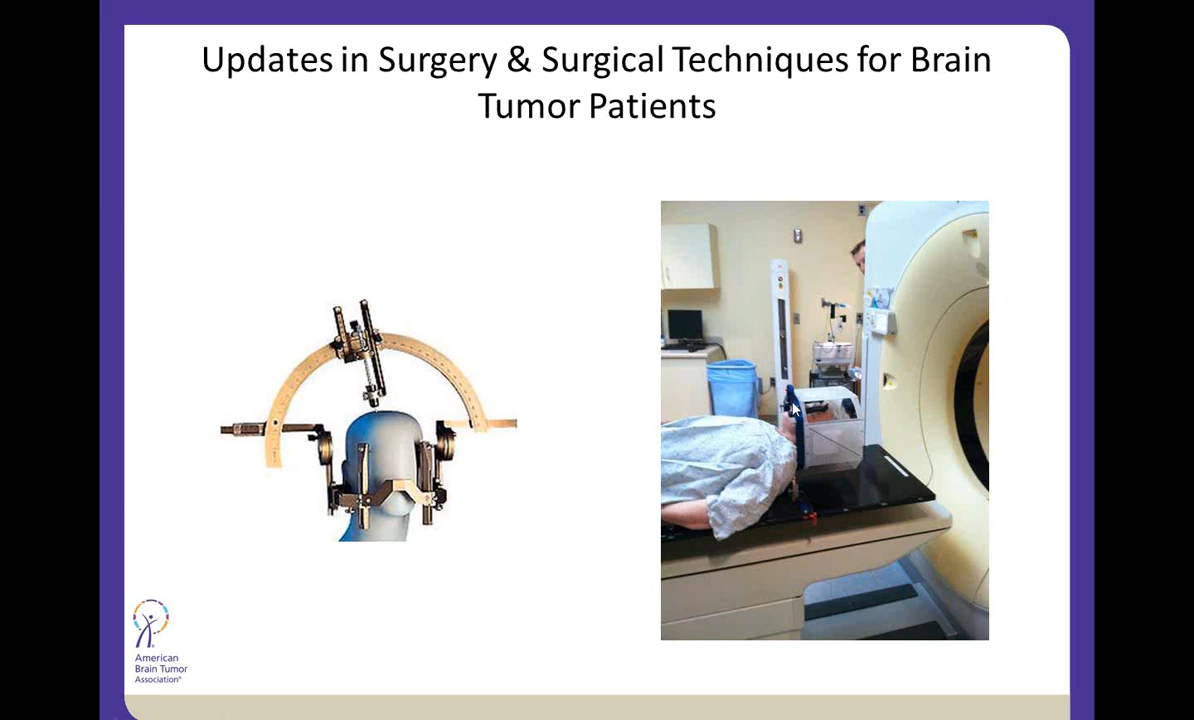 Updates in Surgery & Surgical Techniques for Brain
Tumor Patients
American
Brain Tumor
Association®